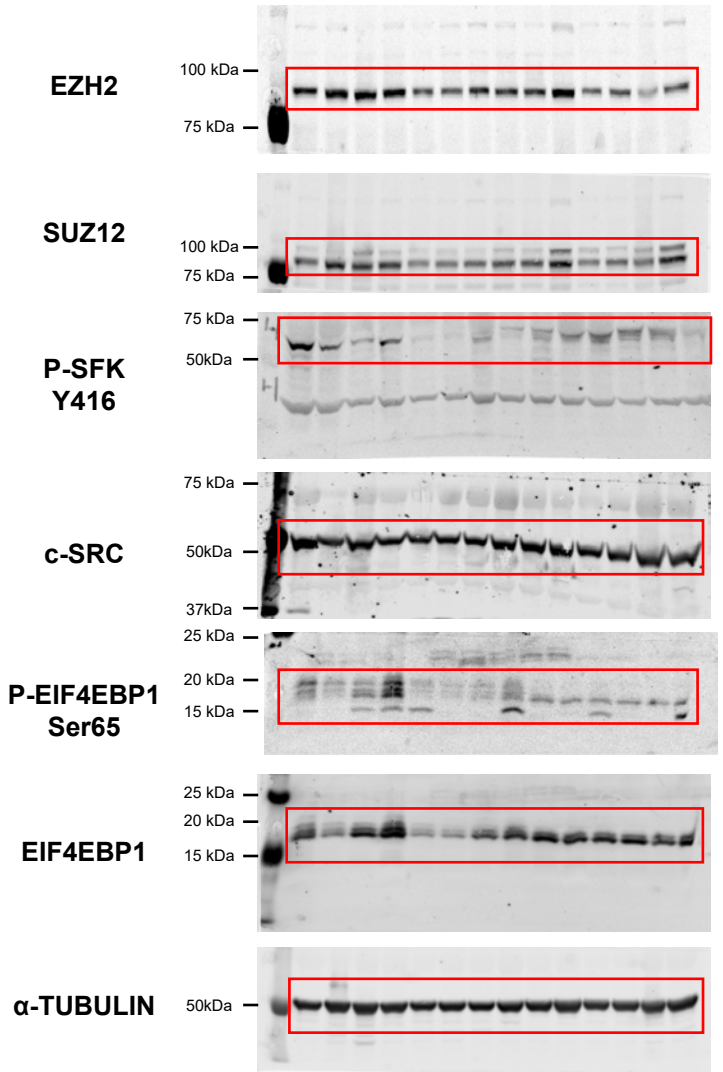 EZH2
100 kDa
75 kDa
SUZ12
100 kDa
75 kDa
P-SFK
Y416
75 kDa
50kDa
c-SRC
75 kDa
50kDa
37kDa
P-EIF4EBP1
Ser65
25 kDa
20 kDa
15 kDa
EIF4EBP1
25 kDa
20 kDa
15 kDa
α-TUBULIN
50kDa